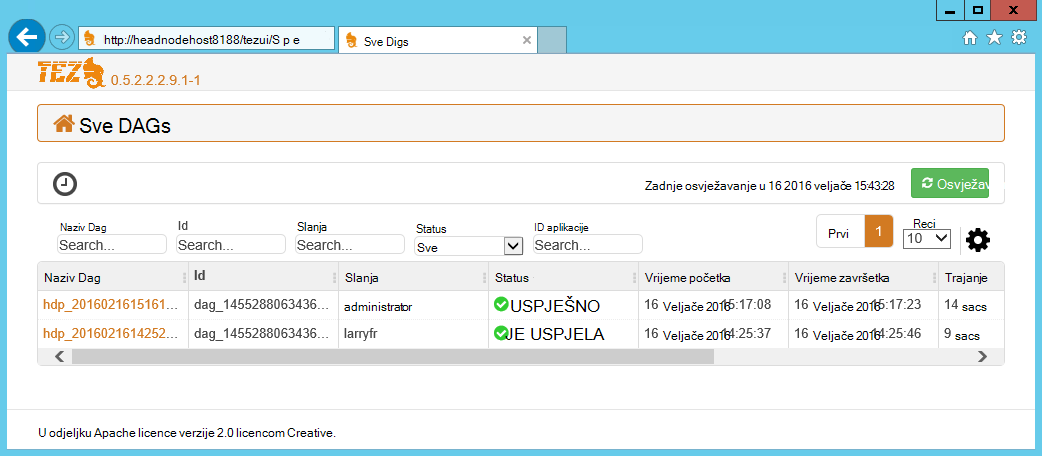 http://headnodehost8188/tezui/S p e
Sve Digs
TEZ 0.5.2.2.2.9.1-1
Sve DAGs
Zadnje osvježavanje u 16 2016 veljače 15:43:28
Osvježav
Naziv Dag Id Slanja Status ID aplikacije
Search... Search... Search... Sve Search...
Prvi 1 Reci 10
Naziv Dag Id Slanja Status Vrijeme početka Vrijeme završetka Trajanje
hdp_2016021615161... dag_1455288063436... administrator USPJEŠNO 16 Veljače 2016 15:17:08 16 Veljače 2016 15:17:23 14 sacs
hdp_2016021614252... dag_1455288063436... larryfr JE USPJELA 16 Veljače 2016 14:25:37 16 Veljače 2016 14:25:46 9 sacs
U odjeljku Apache licence verzije 2.0 licencom Creative.